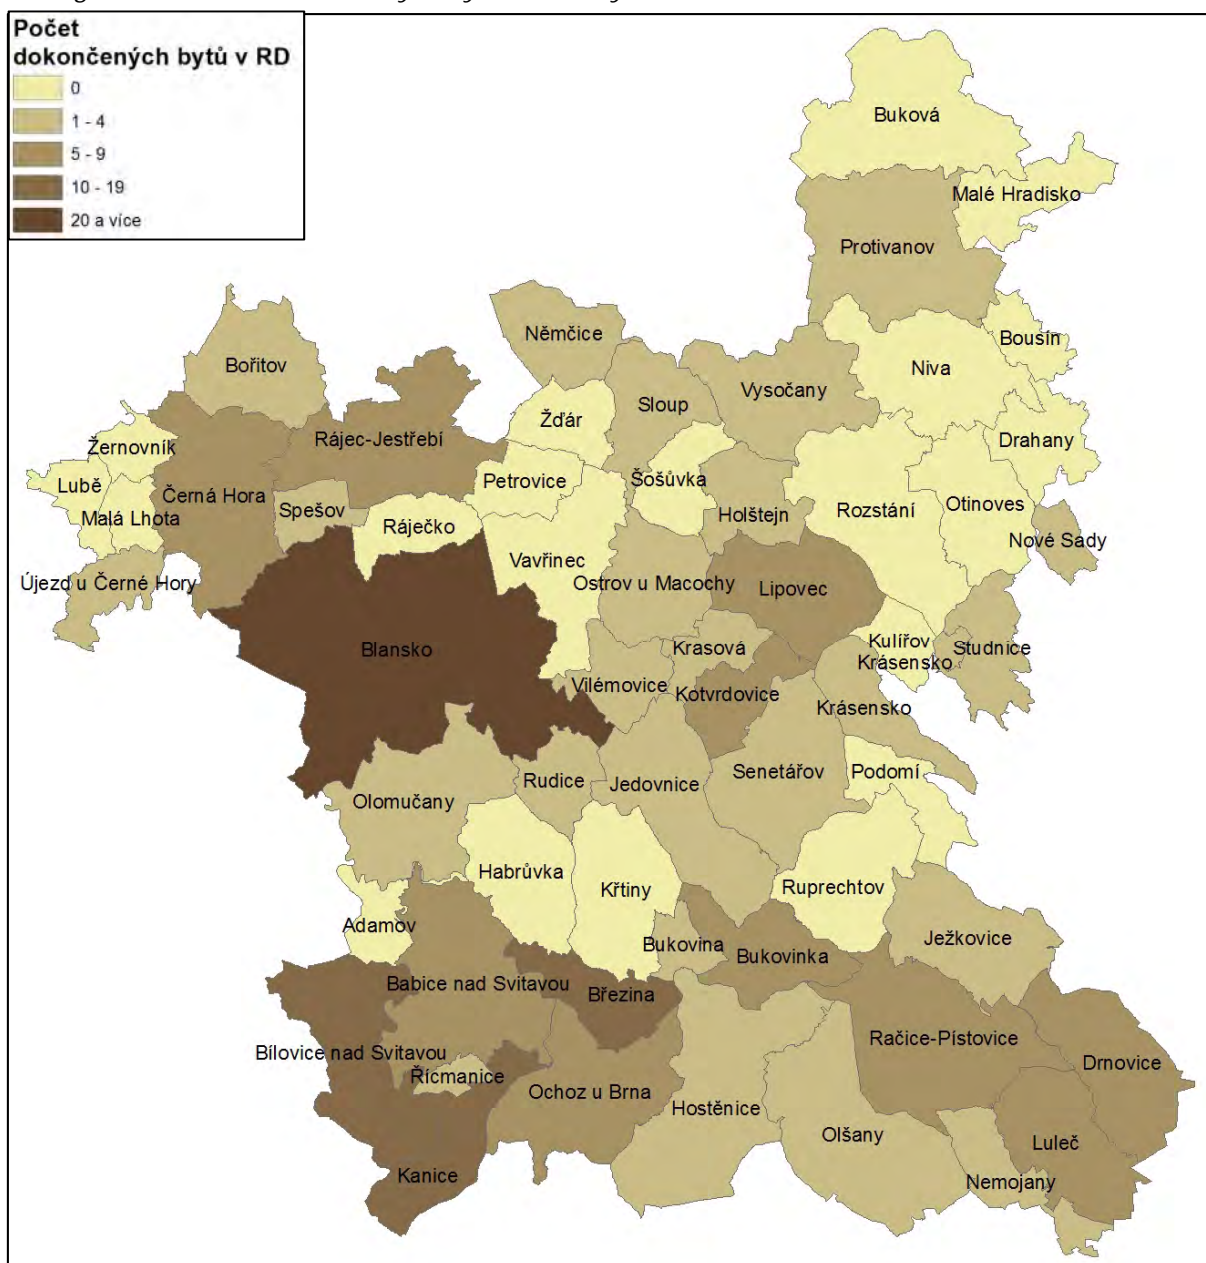 Počet
dokončených bytů v RD
0
1 - 4
5 - 9
10 - 19
20 a více
Buková
Malé Hradisko
Protivanov
Němčice
Bousín
Bořitov
Niva
Vysočany
Sloup
Žďár
Rájec-Jestřebí
Drahany
Žernovník
Lubě
Petrovice
Šošůvka
Černá Hora
Otinoves
Spešov
Rozstání
Malá Lhota
Holštejn
Ráječko
Nové Sady
Vavřinec
Újezd u Černé Hory
Ostrov u Macochy
Lipovec
Kulířov
Blansko
Krasová
Studnice
Krásensko
Vilémovice
Kotvrdovice
Krásensko
Senetářov
Podomí
Rudice
Jedovnice
Olomučany
Habrůvka
Křtiny
Ruprechtov
Adamov
Ježkovice
Bukovina
Bukovinka
Babice nad Svitavou
Březina
Račice-Pístovice
Bílovice nad Svitavou
Drnovice
Řícmanice
Ochoz u Brna
Hostěnice
Olšany
Luleč
Kanice
Nemojany